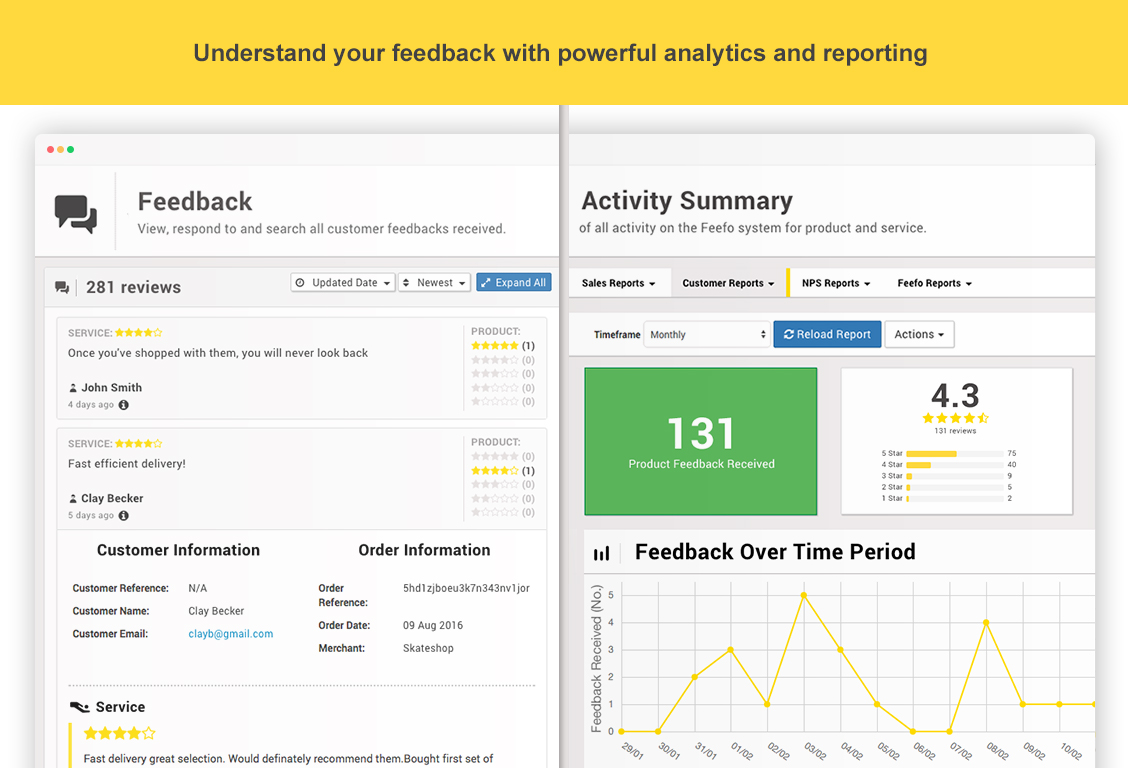 Understand your feedback with powerful analytics and reporting
Feedback
View, respond to and search all customer feedbacks received.
281 reviews
Updated Date
Newest
Expand All
SERVICE:
Once you've shopped with them, you will never look back
John Smith
4 days ago
PRODUCT:
(1)
(0)
(0)
(0)
(0)
SERVICE:
Fast efficient delivery!
Clay Becker
5 days ago
PRODUCT:
(0)
(1)
(0)
(0)
(0)
Customer Information
Customer Reference: N/A
Customer Name: Clay Becker
Customer Email: clayb@gmail.com
Order Information
Order Reference: 5hd1zjboeu3k7n343nv1jor
Order Date: 09 Aug 2016
Merchant: Skateshop
Service
Fast delivery great selection. Would definately recommend them.Bought first set of
Activity Summary
of all activity on the Feefo system for product and service.
Sales Reports
Customer Reports
NPS Reports
Feefo Reports
Timeframe
Monthly
Reload Report
Actions
131
Product Feedback Received
4.3
131 reviews
5 Star 75
4 Star 40
3 Star 9
2 Star 5
1 Star 2
Feedback Over Time Period
Feedback Received (No.)
5
4
3
2
1
0
29/01
30/01
31/01
01/02
02/02
03/02
04/02
05/02
06/02
07/02
08/02
09/02
10/02